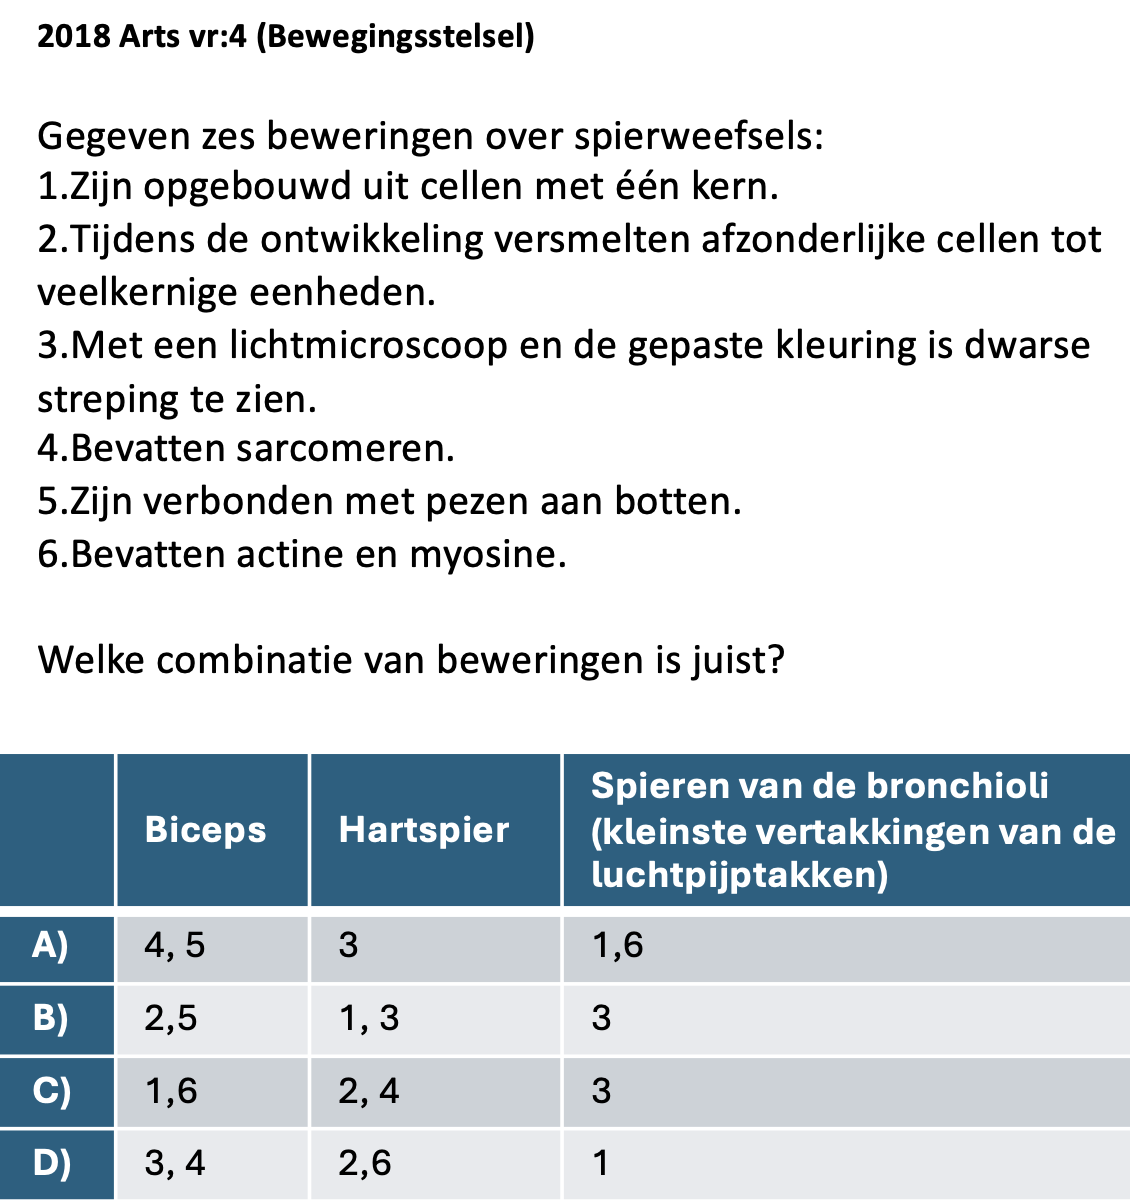 2018 Arts vr:4 (Bewegingsstelsel)
Gegeven zes beweringen over spierweefsels:
1.Zijn opgebouwd uit cellen met één kern.
2.Tijdens de ontwikkeling versmelten afzonderlijke cellen tot
veelkernige eenheden.
3.Met een lichtmicroscoop en de gepaste kleuring is dwarse
streping te zien.
4.Bevatten sarcomeren.
5.Zijn verbonden met pezen aan botten.
6.Bevatten actine en myosine.
Welke combinatie van beweringen is juist?
Biceps Hartspier Spieren van de bronchioli
(kleinste vertakkingen van de
luchtpijptakken)
A) 4, 5 3 1,6
B) 2,5 1, 3 3
C) 1,6 2, 4 3
D) 3, 4 2,6 1